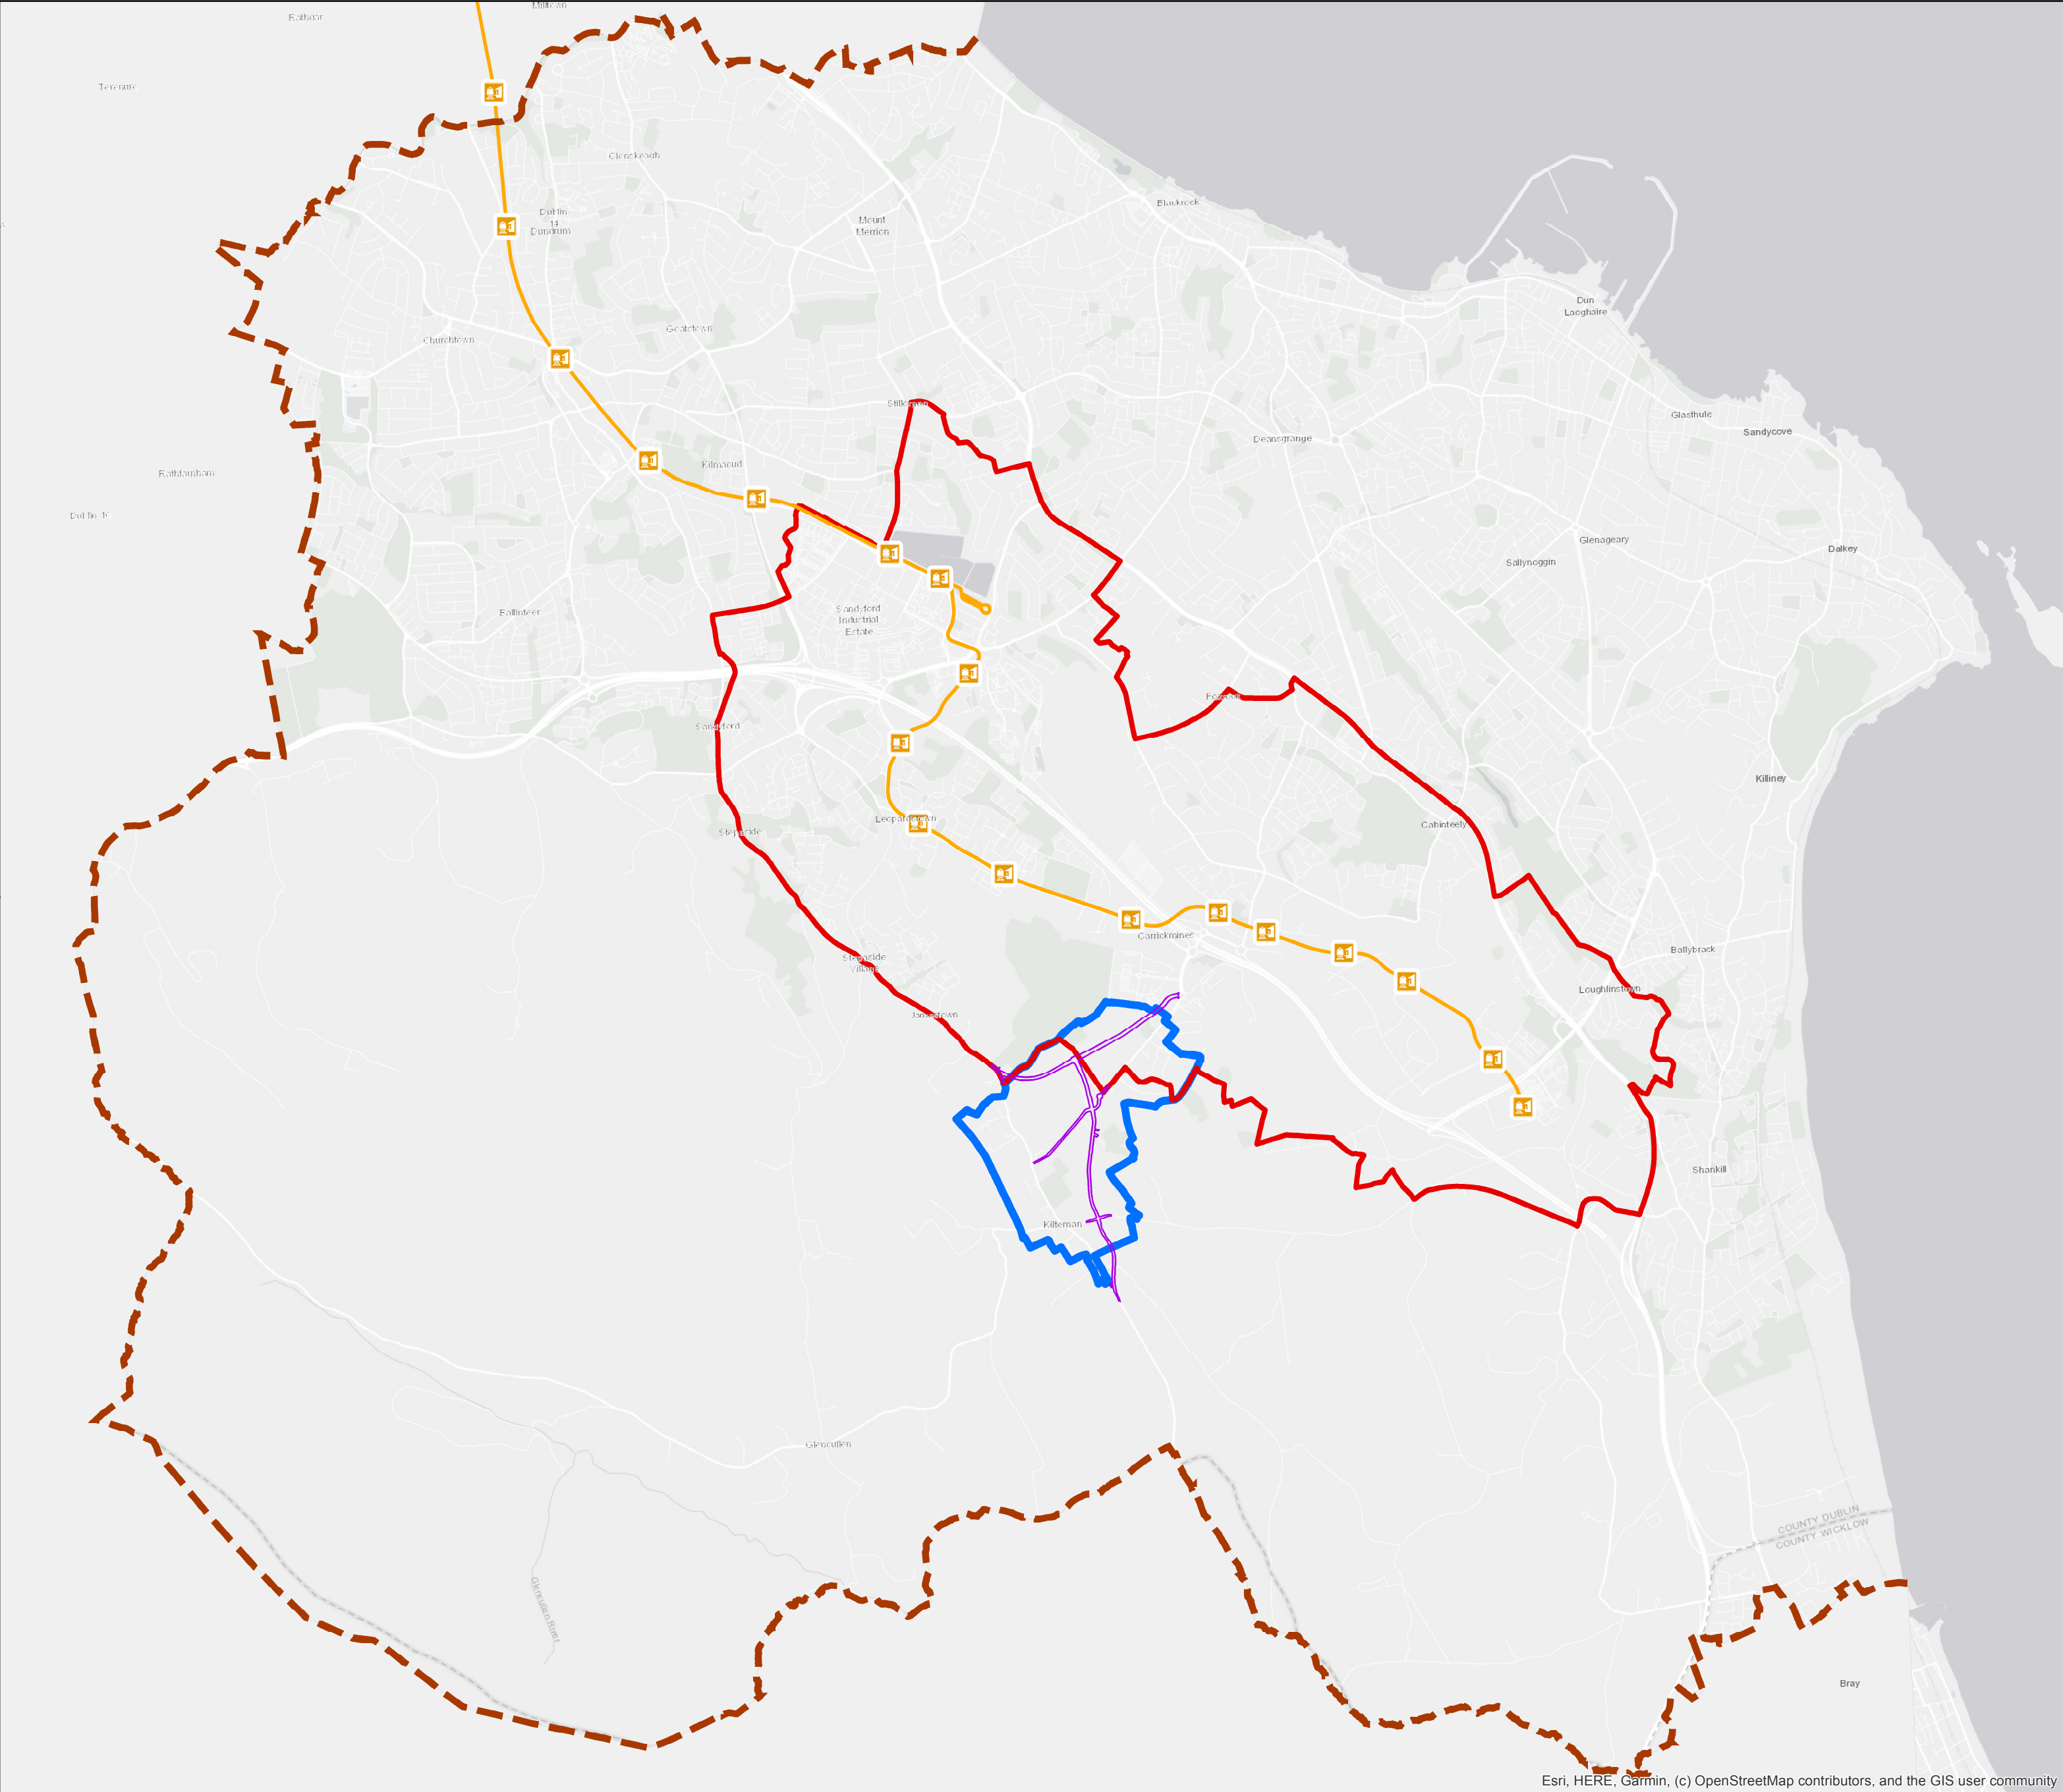 Milltown
Rathgar
Terenure
Clonskeagh
Dublin
14
Dundrum
Mount
Merrion
Blackrock
Dun
Laoghaire
Churchtown
Goatstown
Stillorgan
Glasthule
Sandycove
Deansgrange
Rathfarnham
Kilmacud
Dublin 16
Glenageary
Dalkey
Sallynoggin
Ballinteer
Sandyford
Industrial
Estate
Foxrock
Sandyford
Killiney
Leopardstown
Cabinteely
Stepaside
Carrickmines
Ballybrack
Stepaside
Village
Loughlinstown
Jamestown
Shankill
Kilternan
Glencullen
COUNTY DUBLIN
COUNTY WICKLOW
Glencullen River
Bray
Esri, HERE, Garmin, (c) OpenStreetMap contributors, and the GIS user community